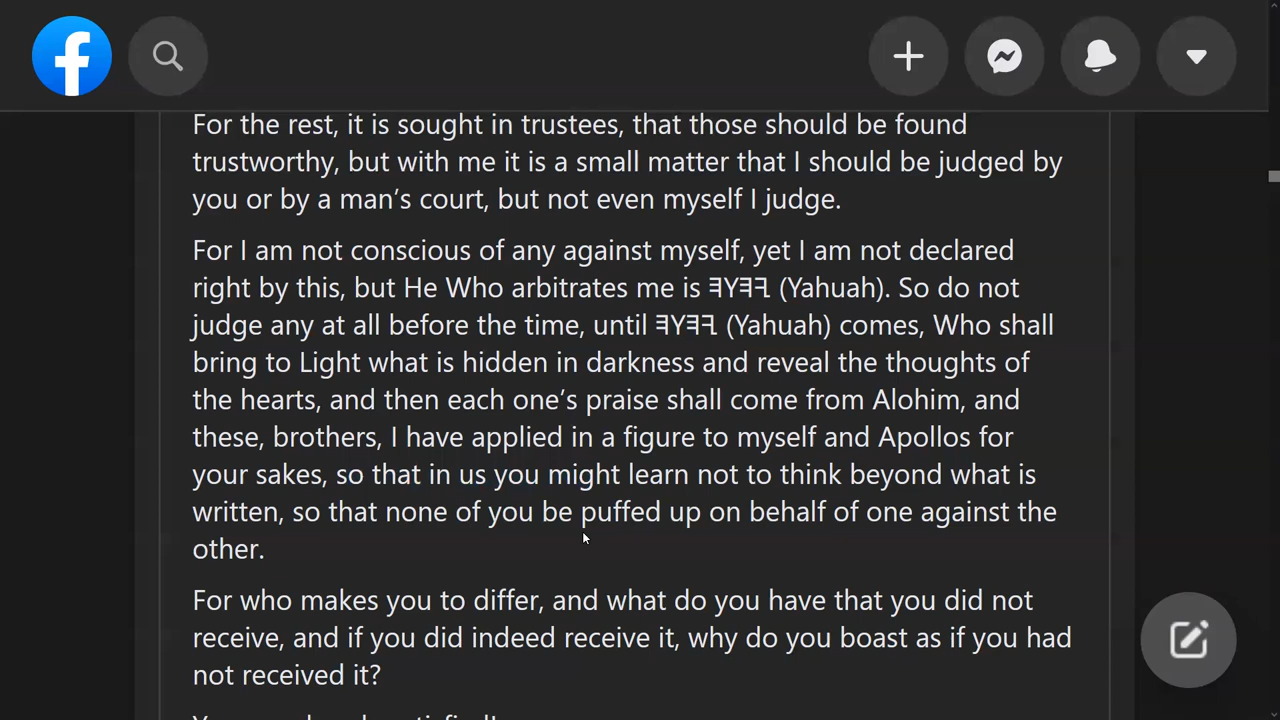 For the rest, it is sought in trustees, that those should be found
trustworthy, but with me it is a small matter that I should be judged by
you or by a man’s court, but not even myself I judge.
For I am not conscious of any against myself, yet I am not declared
right by this, but He Who arbitrates me is ᴲYᴲᖷ (Yahuah). So do not
judge any at all before the time, until ᴲYᴲᖷ (Yahuah) comes, Who shall
bring to Light what is hidden in darkness and reveal the thoughts of
the hearts, and then each one’s praise shall come from Alohim, and
these, brothers, I have applied in a figure to myself and Apollos for
your sakes, so that in us you might learn not to think beyond what is
written, so that none of you be puffed up on behalf of one against the
other.
For who makes you to differ, and what do you have that you did not
receive, and if you did indeed receive it, why do you boast as if you had
not received it?